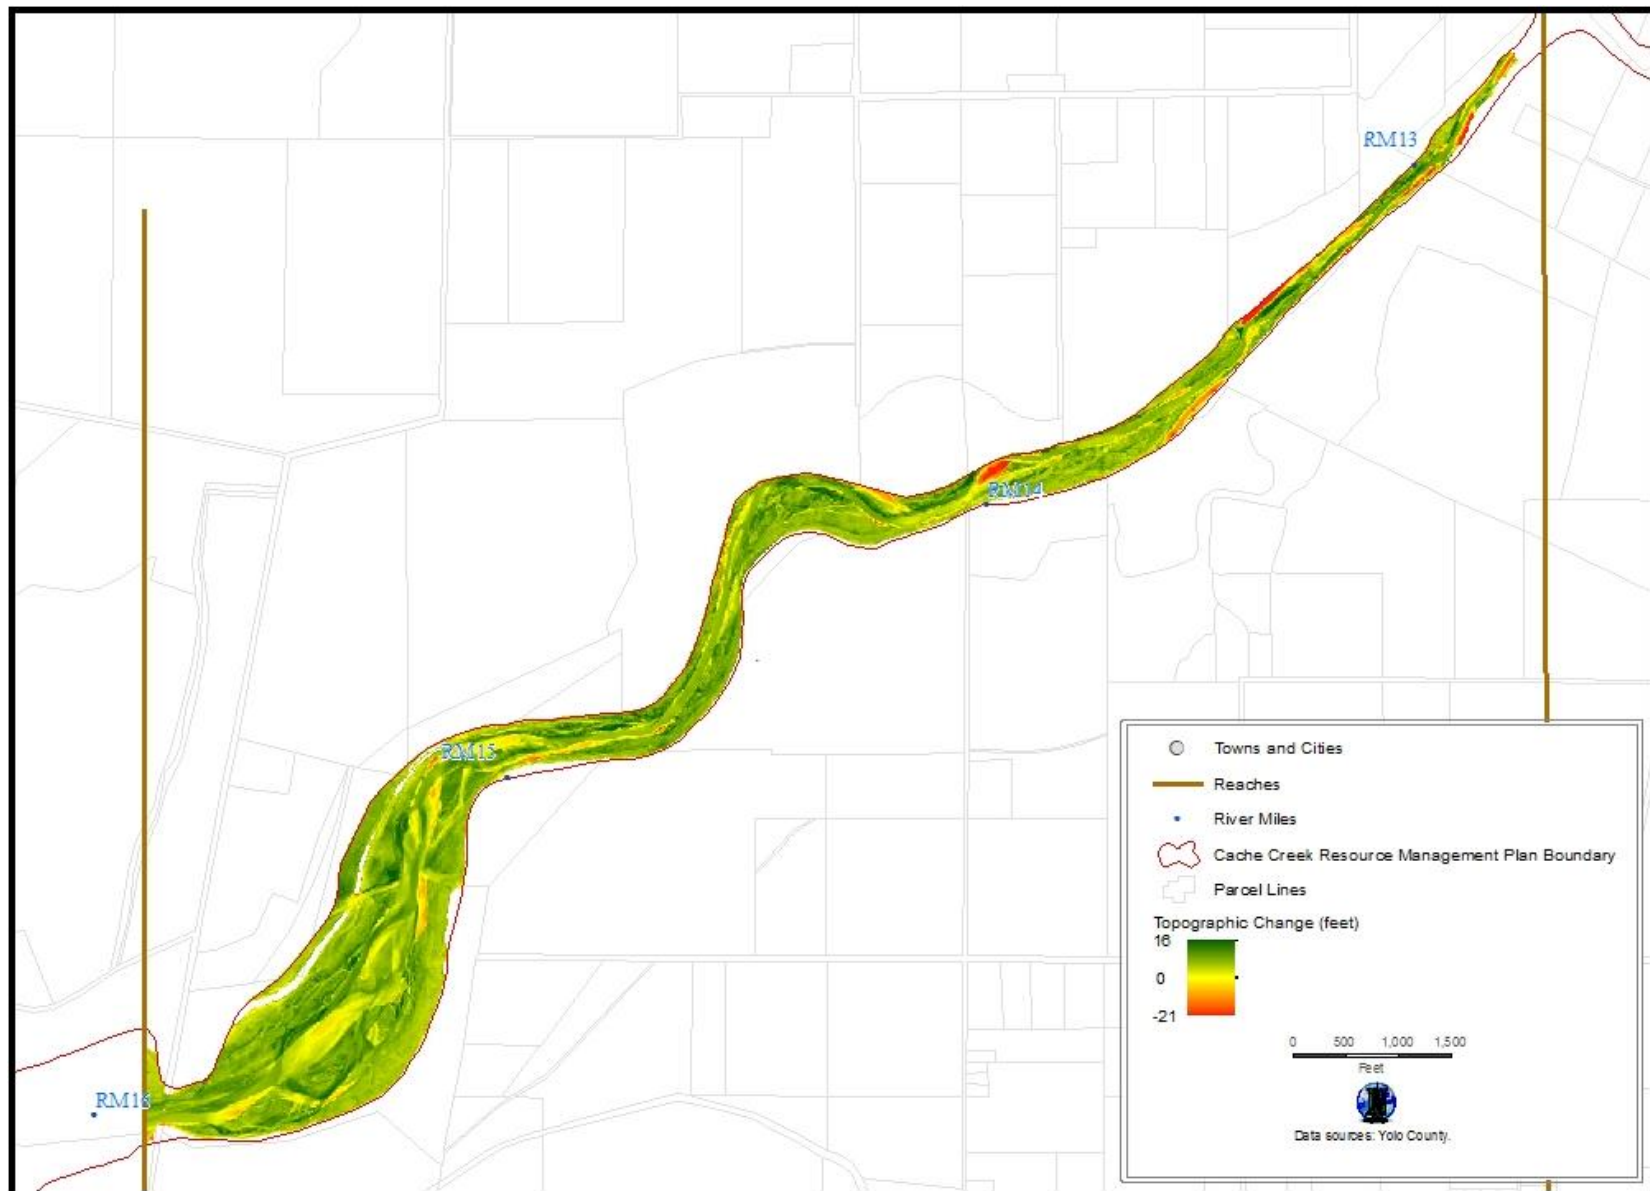 RM13
RM14
RM15
RM16
Towns and Cities
Reaches
River Miles
Cache Creek Resource Management Plan Boundary
Parcel Lines
Topographic Change (feet)
16
0
-21
0 500 1,000 1,500
Feet
Data sources: Yolo County.